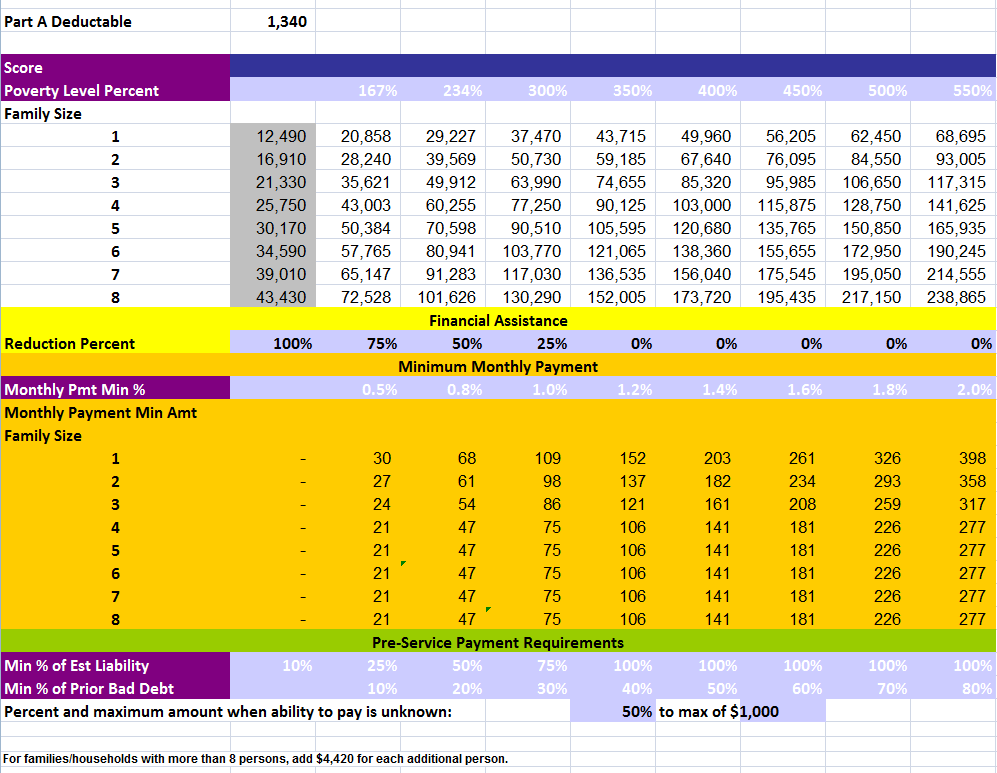 Part A Deductable 1,340
Score
Poverty Level Percent 167% 234% 300% 350% 400% 450% 500% 550%
Family Size
1 12,490 20,858 29,227 37,470 43,715 49,960 56,205 62,450 68,695
2 16,910 28,240 39,569 50,730 59,185 67,640 76,095 84,550 93,005
3 21,330 35,621 49,912 63,990 74,655 85,320 95,985 106,650 117,315
4 25,750 43,003 60,255 77,250 90,125 103,000 115,875 128,750 141,625
5 30,170 50,384 70,598 90,510 105,595 120,680 135,765 150,850 165,935
6 34,590 57,765 80,941 103,770 121,065 138,360 155,655 172,950 190,245
7 39,010 65,147 91,283 117,030 136,535 156,040 175,545 195,050 214,555
8 43,430 72,528 101,626 130,290 152,005 173,720 195,435 217,150 238,865
Financial Assistance
Reduction Percent 100% 75% 50% 25% 0% 0% 0% 0% 0%
Minimum Monthly Payment
Monthly Pmt Min % 0.5% 0.8% 1.0% 1.2% 1.4% 1.6% 1.8% 2.0%
Monthly Payment Min Amt
Family Size
1 - 30 68 109 152 203 261 326 398
2 - 27 61 98 137 182 234 293 358
3 - 24 54 86 121 161 208 259 317
4 - 21 47 75 106 141 181 226 277
5 - 21 47 75 106 141 181 226 277
6 - 21 47 75 106 141 181 226 277
7 - 21 47 75 106 141 181 226 277
8 - 21 47 75 106 141 181 226 277
Pre-Service Payment Requirements
Min % of Est Liability 10% 25% 50% 75% 100% 100% 100% 100% 100%
Min % of Prior Bad Debt 10% 20% 30% 40% 50% 60% 70% 80%
Percent and maximum amount when ability to pay is unknown: 50% to max of $1,000
For families/households with more than 8 persons, add $4,420 for each additional person.